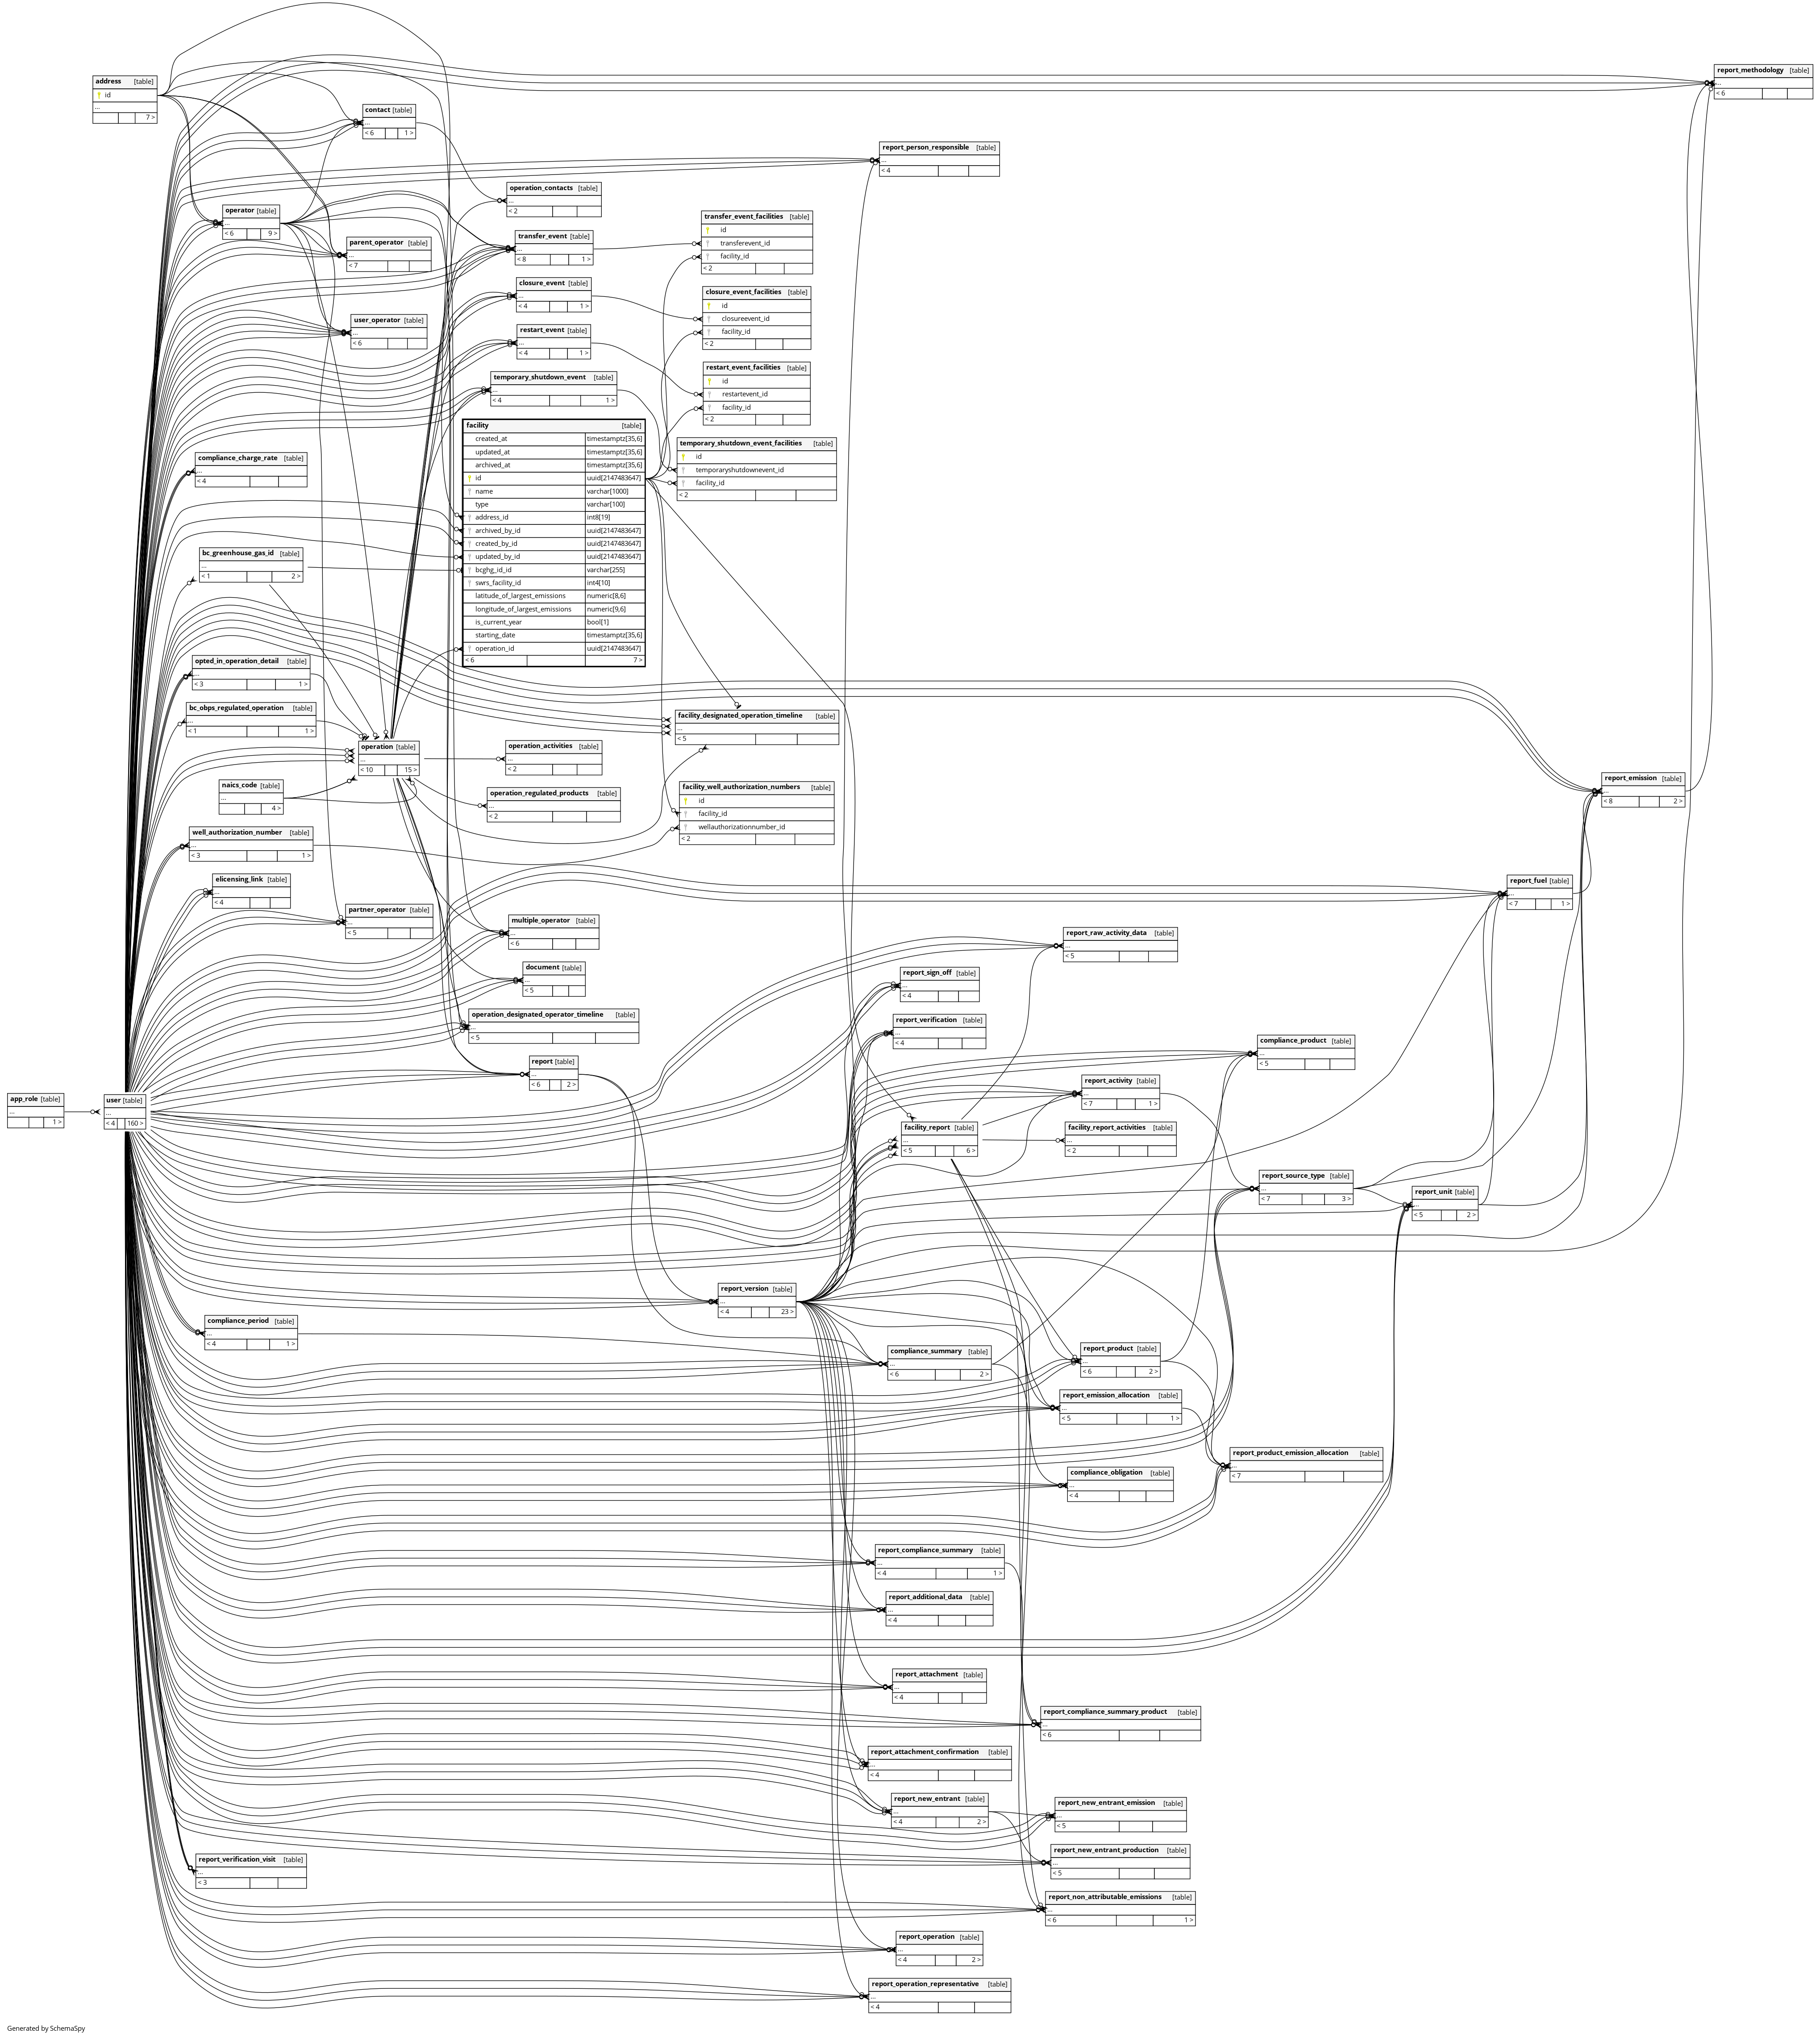 address [table]
id
...
7 >
report_methodology [table]
...
< 6
contact [table]
...
< 6 1 >
report_person_responsible [table]
...
< 4
operation_contacts [table]
...
< 2
operator [table]
...
< 6 9 >
transfer_event_facilities [table]
id
transferevent_id
facility_id
< 2
parent_operator [table]
...
< 7
transfer_event [table]
...
< 8 1 >
closure_event [table]
...
< 4 1 >
closure_event_facilities [table]
id
closureevent_id
facility_id
< 2
user_operator [table]
...
< 6
restart_event [table]
...
< 4 1 >
restart_event_facilities [table]
id
restartevent_id
facility_id
< 2
temporary_shutdown_event [table]
...
< 4 1 >
facility [table]
created_at timestamptz[35,6]
updated_at timestamptz[35,6]
archived_at timestamptz[35,6]
id uuid[2147483647]
name varchar[1000]
type varchar[100]
address_id int8[19]
archived_by_id uuid[2147483647]
created_by_id uuid[2147483647]
updated_by_id uuid[2147483647]
bcghg_id_id varchar[255]
swrs_facility_id int4[10]
latitude_of_largest_emissions numeric[8,6]
longitude_of_largest_emissions numeric[9,6]
is_current_year bool[1]
starting_date timestamptz[35,6]
operation_id uuid[2147483647]
< 6 7 >
temporary_shutdown_event_facilities [table]
id
temporaryshutdownevent_id
facility_id
< 2
compliance_charge_rate [table]
...
< 4
bc_greenhouse_gas_id [table]
...
< 1 2 >
opted_in_operation_detail [table]
...
< 3 1 >
bc_obps_regulated_operation [table]
...
< 1 1 >
facility_designated_operation_timeline [table]
...
< 5
operation [table]
...
< 10 15 >
operation_activities [table]
...
< 2
naics_code [table]
...
4 >
operation_regulated_products [table]
...
< 2
facility_well_authorization_numbers [table]
id
facility_id
wellauthorizationnumber_id
< 2
report_emission [table]
...
< 8 2 >
well_authorization_number [table]
...
< 3 1 >
elicensing_link [table]
...
< 4
report_fuel [table]
...
< 7 1 >
partner_operator [table]
...
< 5
multiple_operator [table]
...
< 6
report_raw_activity_data [table]
...
< 5
document [table]
...
< 5
report_sign_off [table]
...
< 4
operation_designated_operator_timeline [table]
...
< 5
report_verification [table]
...
< 4
compliance_product [table]
...
< 5
report [table]
...
< 6 2 >
report_activity [table]
...
< 7 1 >
app_role [table]
...
1 >
user [table]
...
< 4 160 >
facility_report [table]
...
< 5 6 >
facility_report_activities [table]
...
< 2
report_source_type [table]
...
< 7 3 >
report_unit [table]
...
< 5 2 >
report_version [table]
...
< 4 23 >
compliance_period [table]
...
< 4 1 >
compliance_summary [table]
...
< 6 2 >
report_product [table]
...
< 6 2 >
report_emission_allocation [table]
...
< 5 1 >
report_product_emission_allocation [table]
...
< 7
compliance_obligation [table]
...
< 4
report_compliance_summary [table]
...
< 4 1 >
report_additional_data [table]
...
< 4
report_attachment [table]
...
< 4
report_compliance_summary_product [table]
...
< 6
report_attachment_confirmation [table]
...
< 4
report_new_entrant [table]
...
< 4 2 >
report_new_entrant_emission [table]
...
< 5
report_new_entrant_production [table]
...
< 5
report_verification_visit [table]
...
< 3
report_non_attributable_emissions [table]
...
< 6 1 >
report_operation [table]
...
< 4 2 >
report_operation_representative [table]
...
< 4
Generated by SchemaSpy